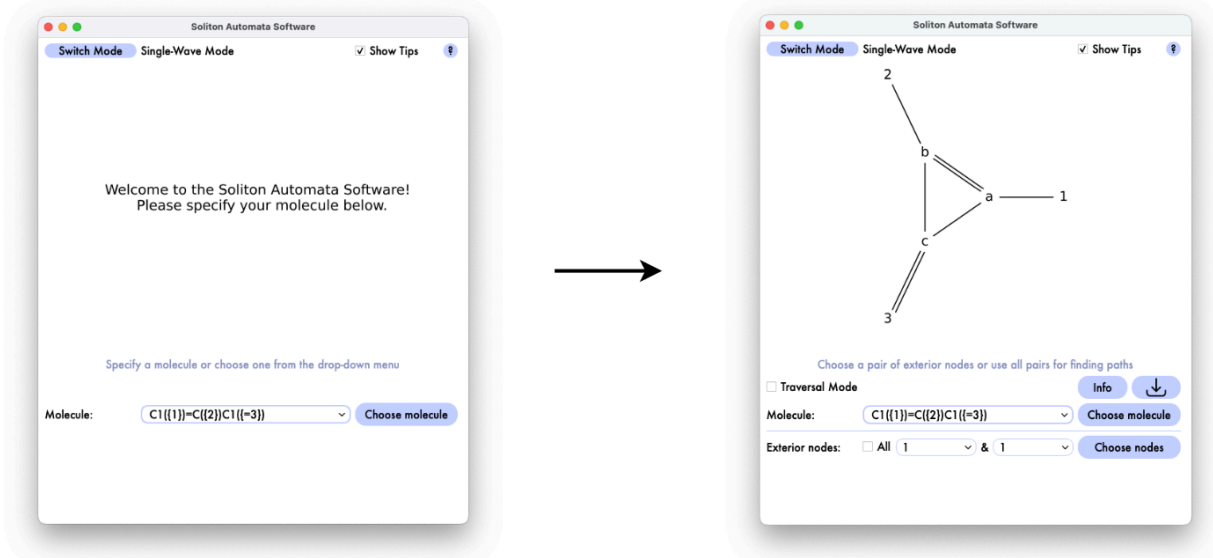 Soliton Automata Software
Switch Mode Single-Wave Mode Show Tips ?
Welcome to the Soliton Automata Software!
Please specify your molecule below.
Specify a molecule or choose one from the drop-down menu
Molecule: C1({1})=C({2})C1({=3}) Choose molecule
Soliton Automata Software
Switch Mode Single-Wave Mode Show Tips ?
2
b
a 1
c
3
Choose a pair of exterior nodes or use all pairs for finding paths
Traversal Mode Info
Molecule: C1({1})=C({2})C1({=3}) Choose molecule
Exterior nodes: All 1 & 1 Choose nodes